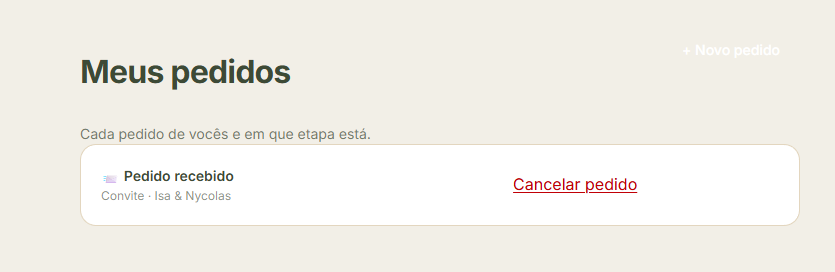 + Novo pedido
Meus pedidos
Cada pedido de vocês e em que etapa está.
Pedido recebido
Convite · Isa & Nycolas
Cancelar pedido